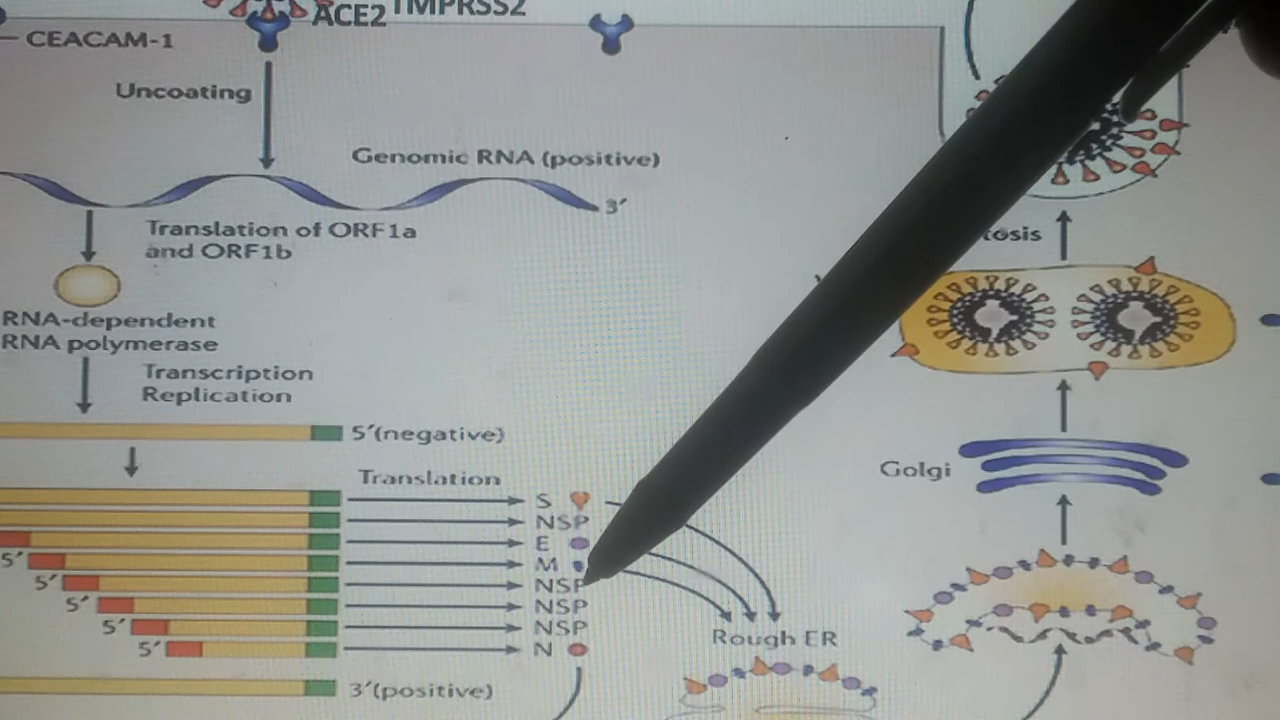 ACE2 TMPRSS2
CEACAM-1
Uncoating
Genomic RNA (positive)
3′
Translation of ORF1a
and ORF1b
RNA-dependent
RNA polymerase
Transcription
Replication
5′(negative)
Translation
S
NSP
E
M
5′
NSP
5′
NSP
5′
NSP
5′
N
5′
3′(positive)
Rough ER
tosis
Golgi